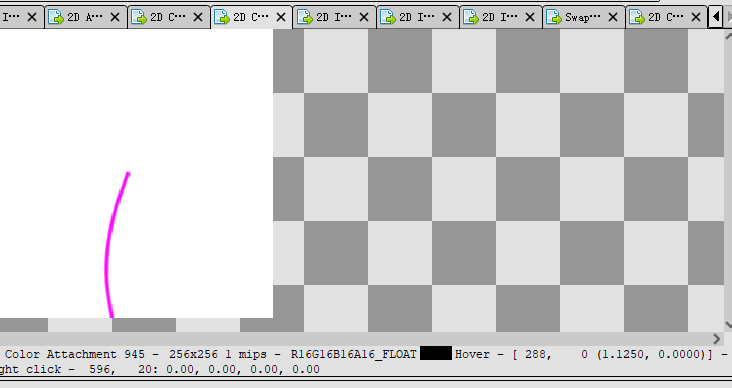 I··· 2D A··· 2D C··· 2D C··· 2D I··· 2D I··· 2D I··· Swap··· 2D C···
Color Attachment 945 - 256x256 1 mips - R16G16B16A16_FLOAT Hover - [ 288, 0 (1.1250, 0.0000)] -
ght click - 596, 20: 0.00, 0.00, 0.00, 0.00